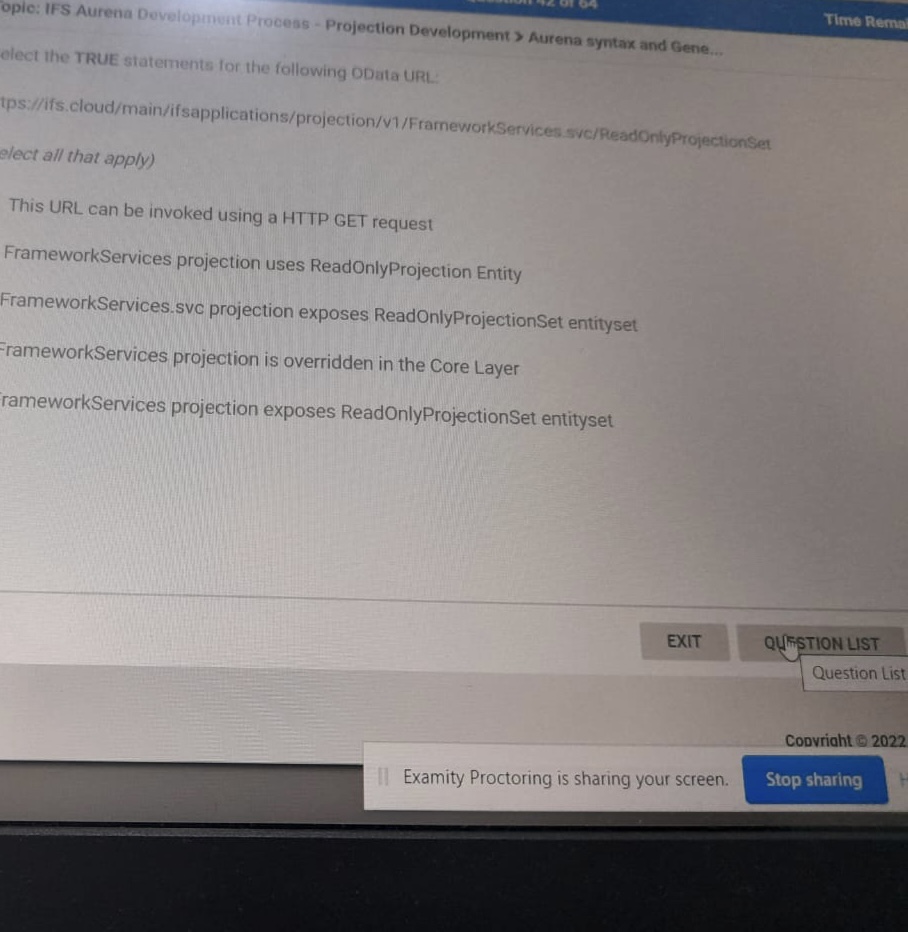 opic: IFS Aurena Development Process - Projection Development > Aurena syntax and Gene...
42 of 64
Time Remai
elect the TRUE statements for the following OData URL:
tps://ifs.cloud/main/ifsapplications/projection/v1/FrameworkServices.svc/ReadOnlyProjectionSet
elect all that apply)
This URL can be invoked using a HTTP GET request
FrameworkServices projection uses ReadOnlyProjection Entity
FrameworkServices.svc projection exposes ReadOnlyProjectionSet entityset
FrameworkServices projection is overridden in the Core Layer
rameworkServices projection exposes ReadOnlyProjectionSet entityset
EXIT
QUESTION LIST
Question List
Copyright © 2022
Examity Proctoring is sharing your screen.
Stop sharing
H